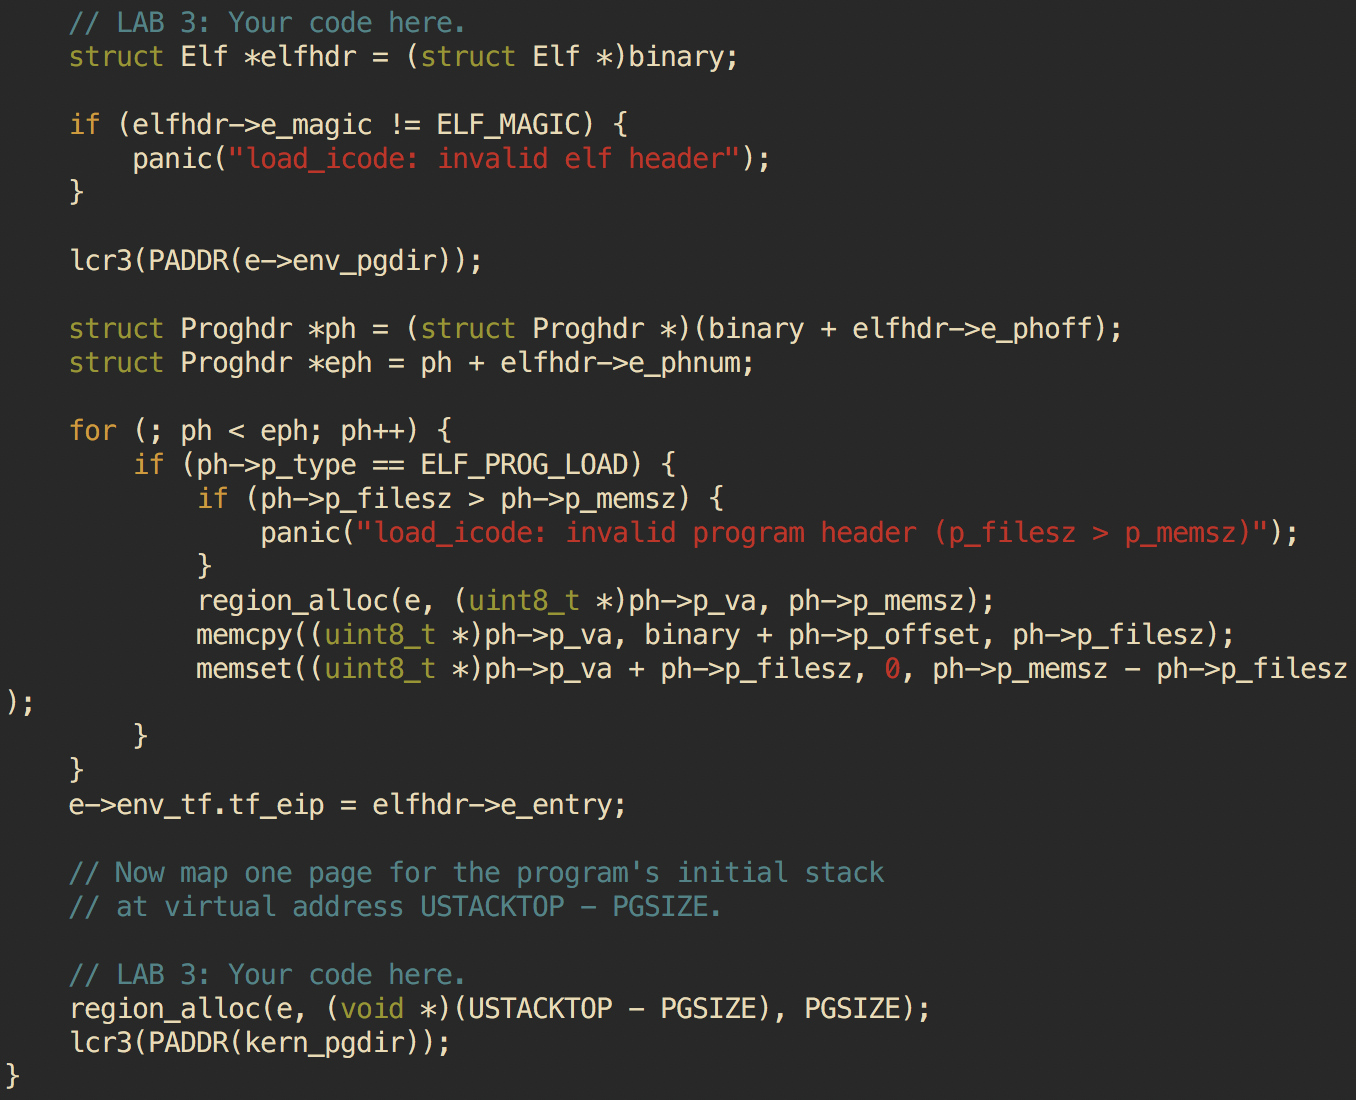 // LAB 3: Your code here.
struct Elf *elfhdr = (struct Elf *)binary;
if (elfhdr->e_magic != ELF_MAGIC) {
panic("load_icode: invalid elf header");
}
lcr3(PADDR(e->env_pgdir));
struct Proghdr *ph = (struct Proghdr *)(binary + elfhdr->e_phoff);
struct Proghdr *eph = ph + elfhdr->e_phnum;
for (; ph < eph; ph++) {
if (ph->p_type == ELF_PROG_LOAD) {
if (ph->p_filesz > ph->p_memsz) {
panic("load_icode: invalid program header (p_filesz > p_memsz)");
}
region_alloc(e, (uint8_t *)ph->p_va, ph->p_memsz);
memcpy((uint8_t *)ph->p_va, binary + ph->p_offset, ph->p_filesz);
memset((uint8_t *)ph->p_va + ph->p_filesz, 0, ph->p_memsz - ph->p_filesz
);
}
}
e->env_tf.tf_eip = elfhdr->e_entry;
// Now map one page for the program's initial stack
// at virtual address USTACKTOP - PGSIZE.
// LAB 3: Your code here.
region_alloc(e, (void *)(USTACKTOP - PGSIZE), PGSIZE);
lcr3(PADDR(kern_pgdir));
}